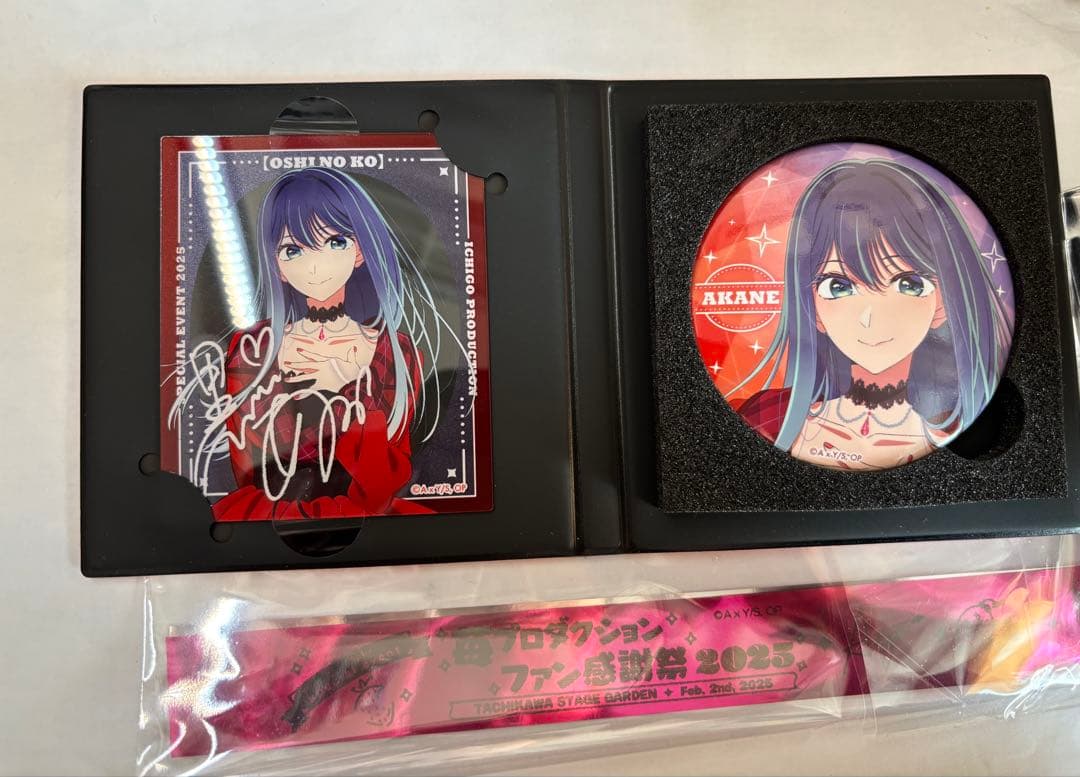 【OSHI NO KO】
SPECIAL EVENT 2025
ICHIGO PRODUCTION
©A x Y/S, OP
AKANE
©A x Y/S, OP
©A x Y/S, OP
苺プロダクション
ファン感謝祭 2025
TACHIKAWA STAGE GARDEN ✦ Feb. 2nd, 2025